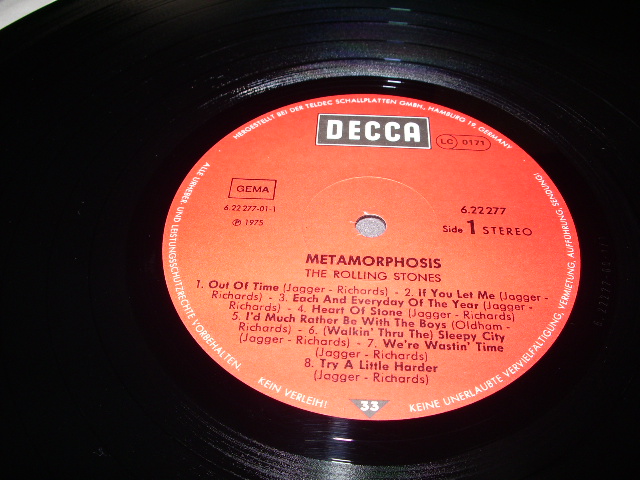 HERGESTELLT BEI DER TELDEC SCHALLPLATTEN GMBH, HAMBURG 19, GERMANY
DECCA
LC 0171
GEMA
6.22 277-01-1
℗ 1975
6.22 277
Side 1 STEREO
METAMORPHOSIS
THE ROLLING STONES
1. Out Of Time (Jagger - Richards) - 2. If You Let Me (Jagger -
Richards) - 3. Each And Everyday Of The Year (Jagger -
Richards) - 4. Heart Of Stone (Jagger - Richards) -
5. I'd Much Rather Be With The Boys (Oldham -
Richards) - 6. (Walkin' Thru The) Sleepy City
(Jagger - Richards) - 7. We're Wastin' Time
(Jagger - Richards)
8. Try A Little Harder
(Jagger - Richards)
33
ALLE URHEBER UND LEISTUNGSSCHUTZRECHTE VORBEHALTEN.
KEIN VERLEIH!
KEINE UNERLAUBTE VERVIELFÄLTIGUNG, VERMIETUNG, AUFFÜHRUNG, SENDUNG!